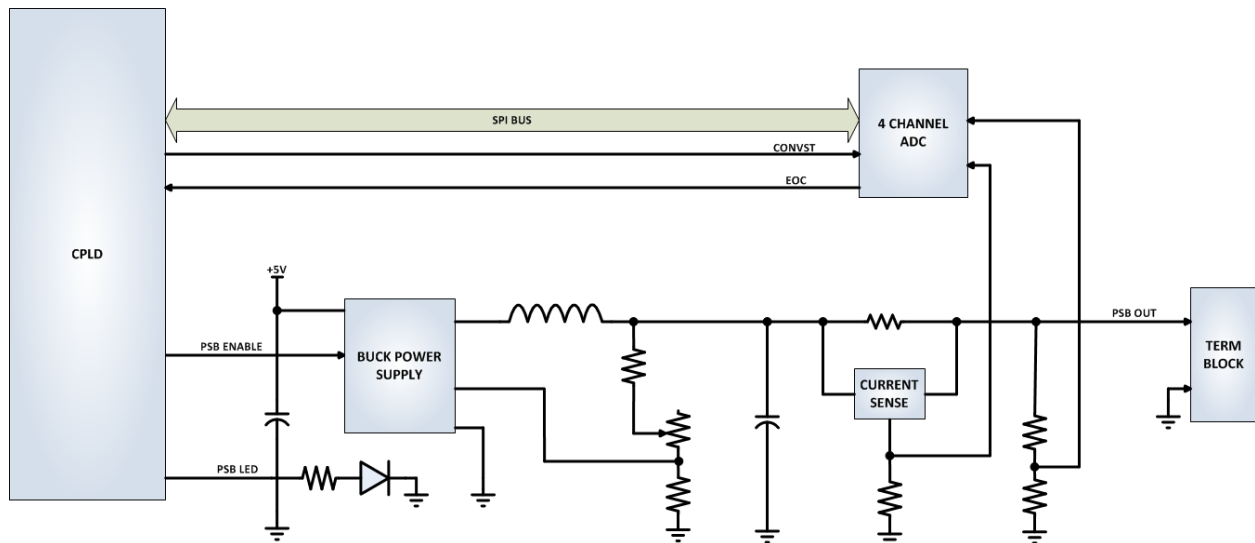 4 CHANNEL
ADC
SPI BUS
CONVST
EOC
CPLD
+5V
PSB OUT
PSB ENABLE
BUCK POWER
SUPPLY
TERM
BLOCK
CURRENT
SENSE
PSB LED